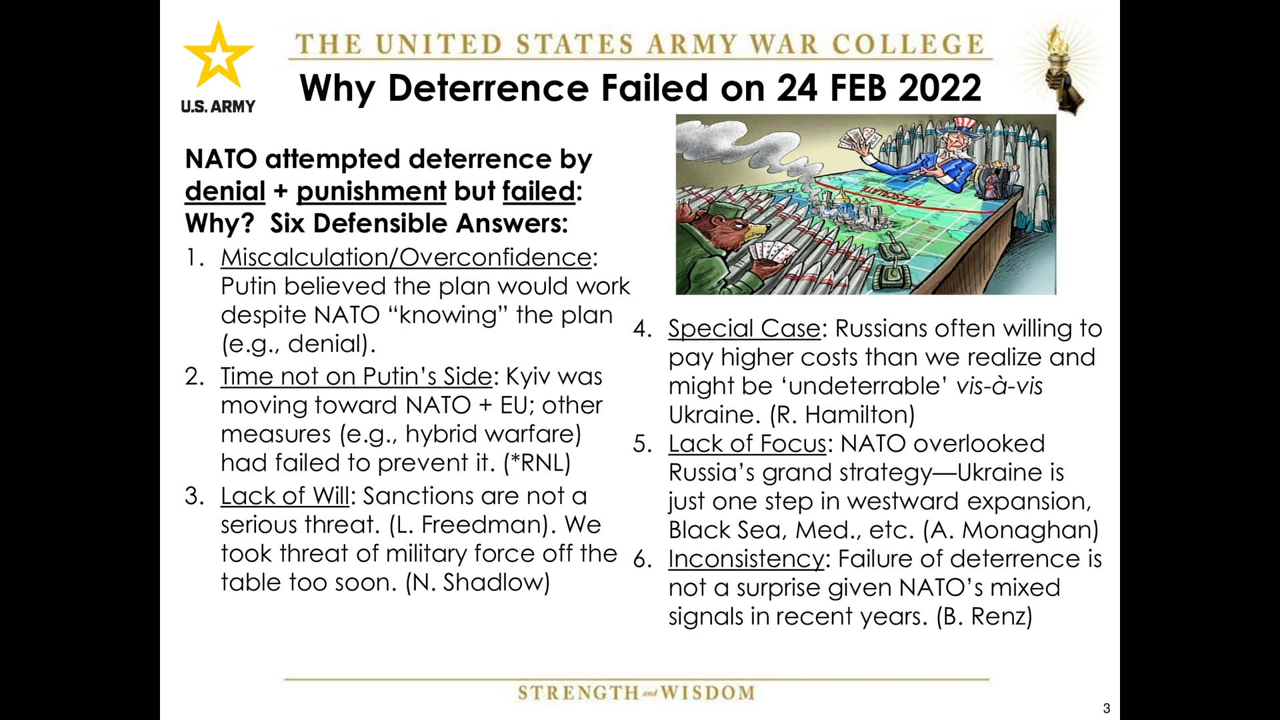 THE UNITED STATES ARMY WAR COLLEGE
U.S. ARMY
Why Deterrence Failed on 24 FEB 2022
NATO attempted deterrence by
denial + punishment but failed:
Why? Six Defensible Answers:
1. Miscalculation/Overconfidence:
Putin believed the plan would work
despite NATO “knowing” the plan
(e.g., denial).
2. Time not on Putin’s Side: Kyiv was
moving toward NATO + EU; other
measures (e.g., hybrid warfare)
had failed to prevent it. (*RNL)
3. Lack of Will: Sanctions are not a
serious threat. (L. Freedman). We
took threat of military force off the
table too soon. (N. Shadlow)
DE-ESCALATE
4. Special Case: Russians often willing to
pay higher costs than we realize and
might be ‘undeterrable’ vis-à-vis
Ukraine. (R. Hamilton)
5. Lack of Focus: NATO overlooked
Russia’s grand strategy—Ukraine is
just one step in westward expansion,
Black Sea, Med., etc. (A. Monaghan)
6. Inconsistency: Failure of deterrence is
not a surprise given NATO’s mixed
signals in recent years. (B. Renz)
STRENGTH and WISDOM
3